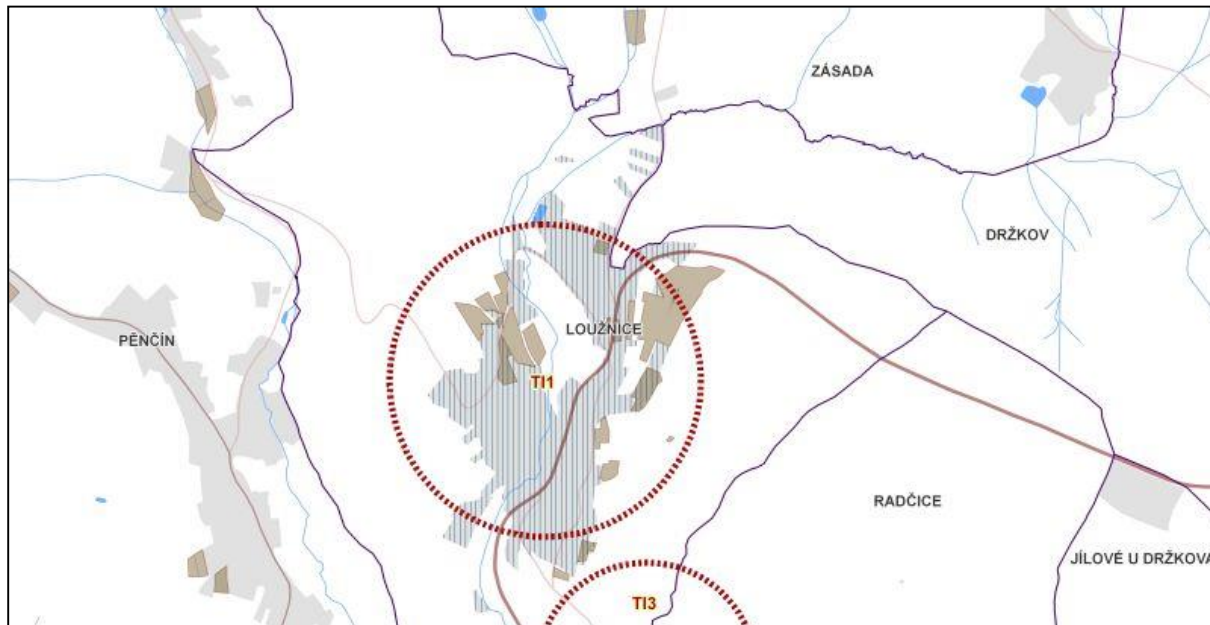 ZÁSADA
DRŽKOV
PĚNČÍN
LOUŽNICE
TI1
RADČICE
JÍLOVÉ U DRŽKOVA
TI3